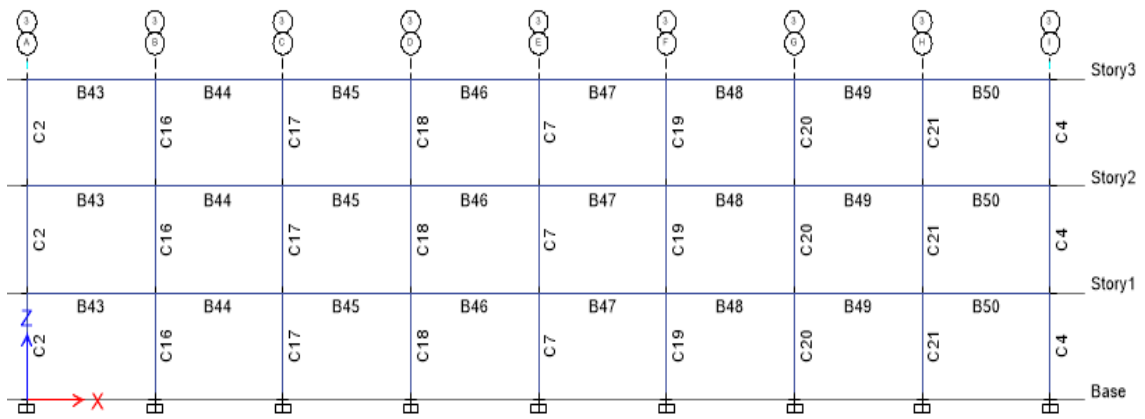 3 3 3 3 3 3 3 3 3
A B C D E F G H I
Story3
B43 B44 B45 B46 B47 B48 B49 B50
C2 C16 C17 C18 C7 C19 C20 C21 C4
Story2
B43 B44 B45 B46 B47 B48 B49 B50
C2 C16 C17 C18 C7 C19 C20 C21 C4
Story1
B43 B44 B45 B46 B47 B48 B49 B50
Z
C2 C16 C17 C18 C7 C19 C20 C21 C4
Base
X